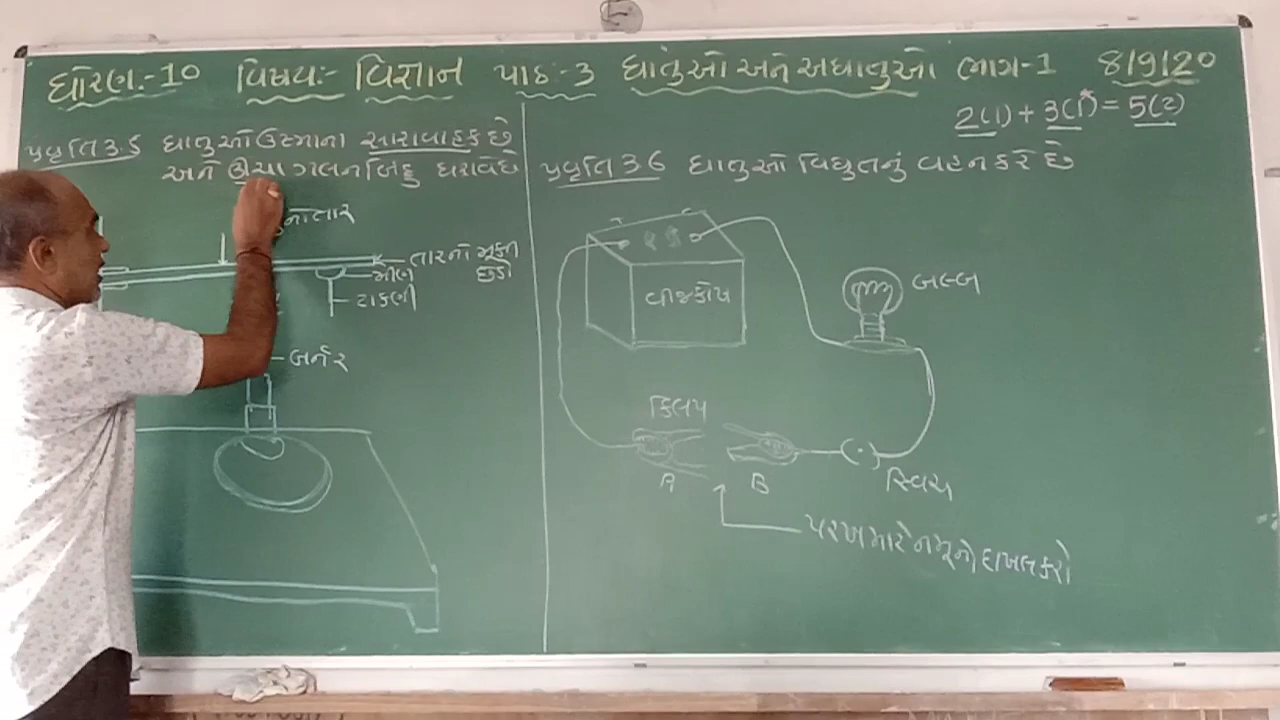 ધોરણ:-10 વિષયઃ- વિજ્ઞાન પાઠ-3 ધાતુઓ અને અધાતુઓ ભાગ-1 8/9/20
2(1) + 3(1) = 5(2)
પ્રવૃતિ 3.5 ધાતુઓ ઉષ્માના સારાવાહક છે
અને ઊંચા ગલનબિંદુ ધરાવે છે
નો તાર
તારનો મૂક્ત
છેડો
મીણ
ટાકણી
બર્નર
પ્રવૃતિ 3.6 ધાતુઓ વિદ્યુતનું વહન કરે છે
વીજકોષ
બલ્બ
ક્લિપ
A B
સ્વિચ
પરખ માટે નમૂનો દાખલ કરો